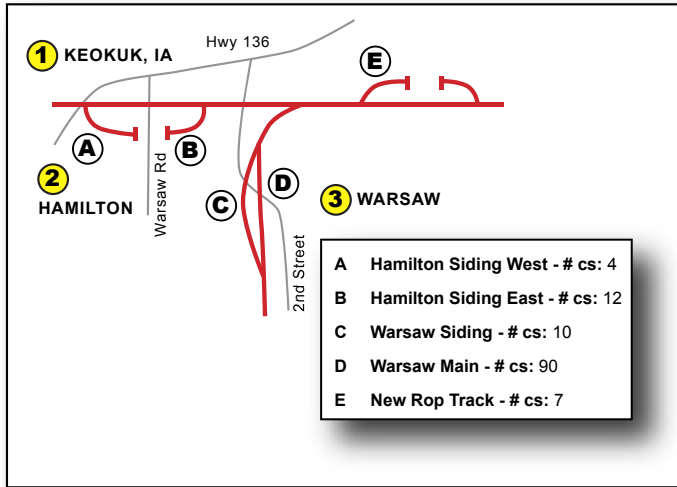 Hwy 136
1 KEOKUK, IA
E
A
B
2
HAMILTON
Warsaw Rd
C
D
3 WARSAW
2nd Street
A Hamilton Siding West - # cs: 4
B Hamilton Siding East - # cs: 12
C Warsaw Siding - # cs: 10
D Warsaw Main - # cs: 90
E New Rop Track - # cs: 7